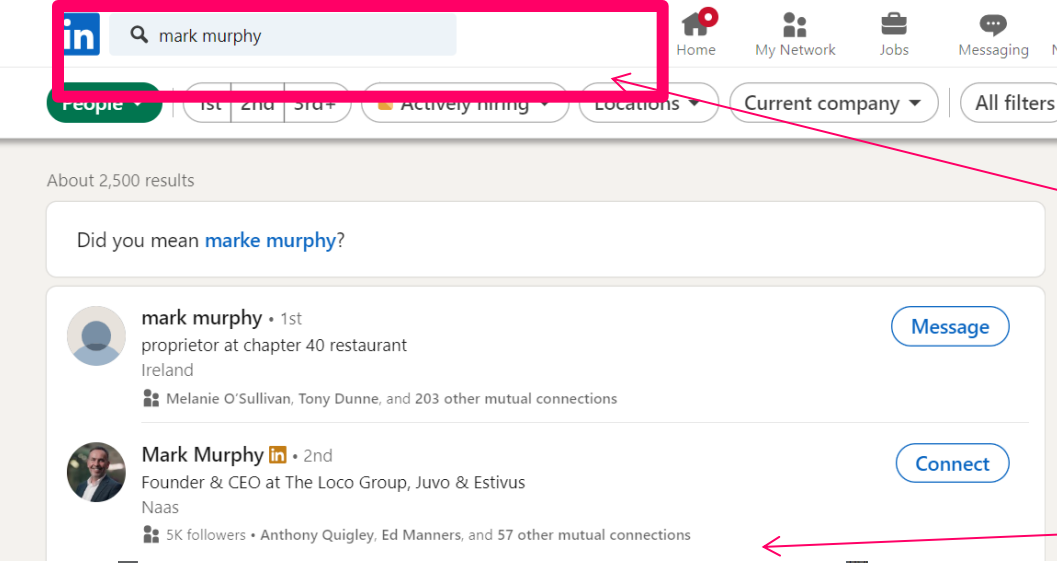 in mark murphy
Home My Network Jobs Messaging
People 1st 2nd 3rd+ Actively hiring Locations Current company All filters
About 2,500 results
Did you mean marke murphy?
mark murphy • 1st
Message
proprietor at chapter 40 restaurant
Ireland
Melanie O'Sullivan, Tony Dunne, and 203 other mutual connections
Mark Murphy in • 2nd
Connect
Founder & CEO at The Loco Group, Juvo & Estivus
Naas
5K followers • Anthony Quigley, Ed Manners, and 57 other mutual connections